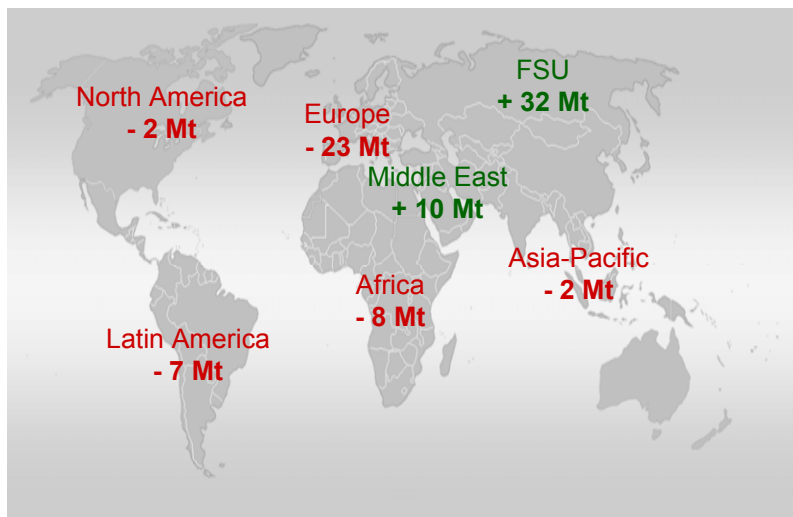 FSU
+ 32 Mt
North America
- 2 Mt
Europe
- 23 Mt
Middle East
+ 10 Mt
Asia-Pacific
- 2 Mt
Africa
- 8 Mt
Latin America
- 7 Mt